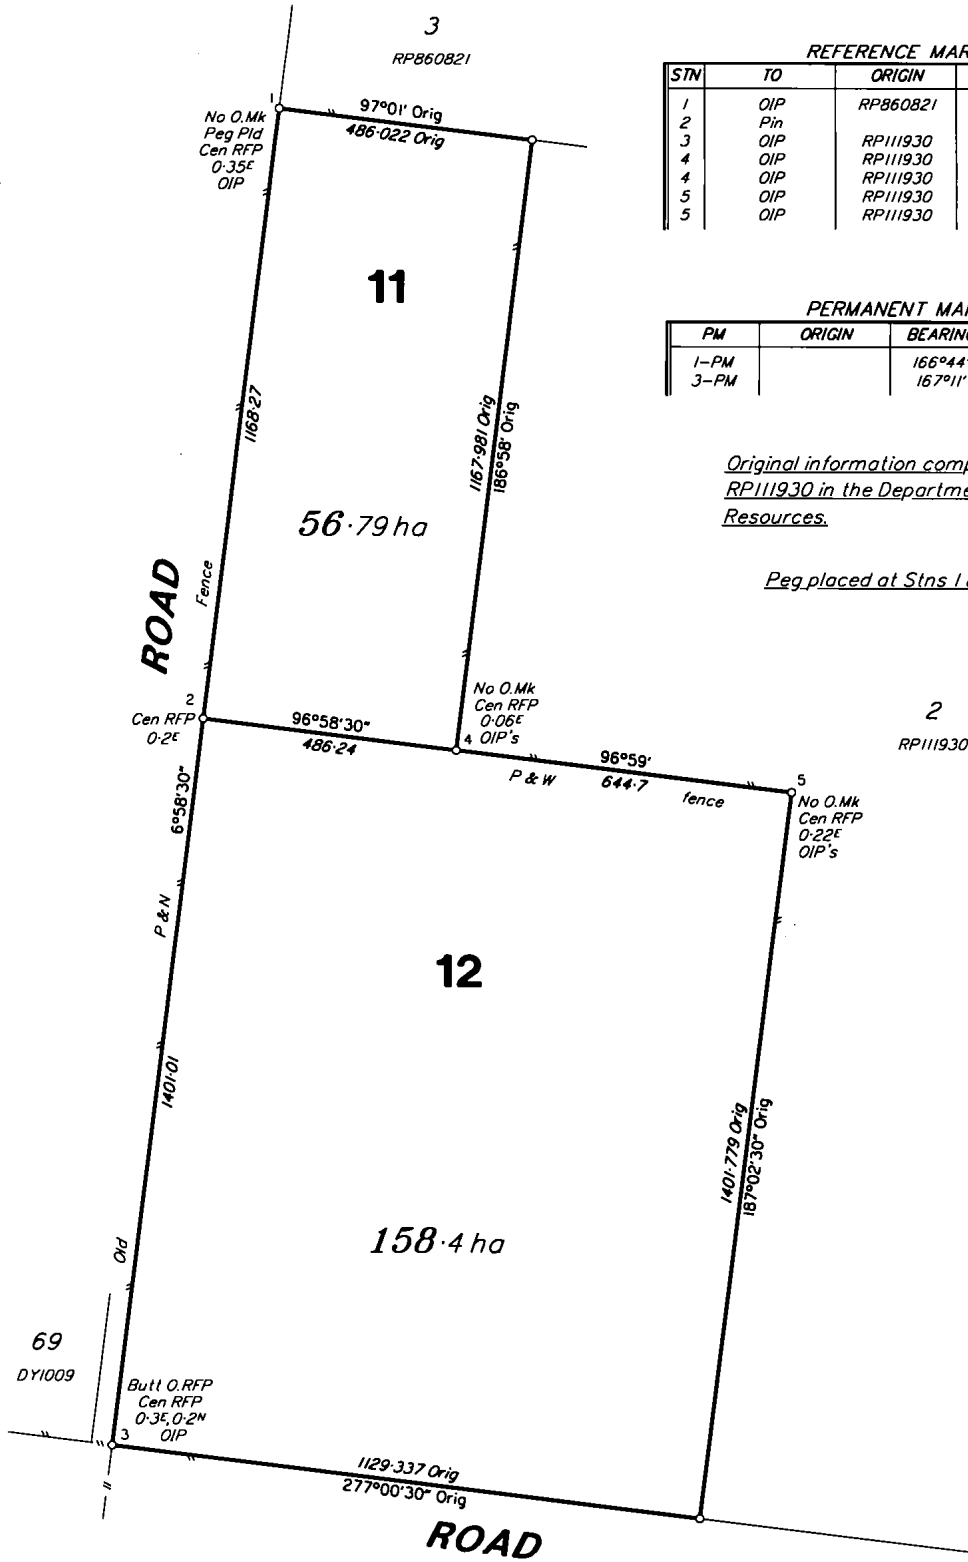 3
RP860821
REFERENCE MAR
STN TO ORIGIN
1 OIP RP860821
2 Pin
3 OIP RP111930
4 OIP RP111930
4 OIP RP111930
5 OIP RP111930
5 OIP RP111930
PERMANENT MA
PM ORIGIN BEARIN
1-PM 166°44'
3-PM 167°11'
Original information comp
RP111930 in the Departme
Resources.
Peg placed at Stns 1
1
No O.Mk
Peg Pld
Cen RFP
0·35E
OIP
97°01' Orig
486·022 Orig
11
1168·27
1167·981 Orig
186°58' Orig
56·79 ha
ROAD
Fence
2
Cen RFP
0·2E
96°58'30"
486·24
No O.Mk
Cen RFP
0·06E
OIP's
4
96°59'
644·7
P & W
fence
2
RP111930
5
No O.Mk
Cen RFP
0·22E
OIP's
6°58'30"
P & N
12
1401·01
1401·779 Orig
187°02'30" Orig
158·4 ha
Old
69
DY1009
Butt O.RFP
Cen RFP
0·3E, 0·2N
OIP
3
1129·337 Orig
277°00'30" Orig
ROAD